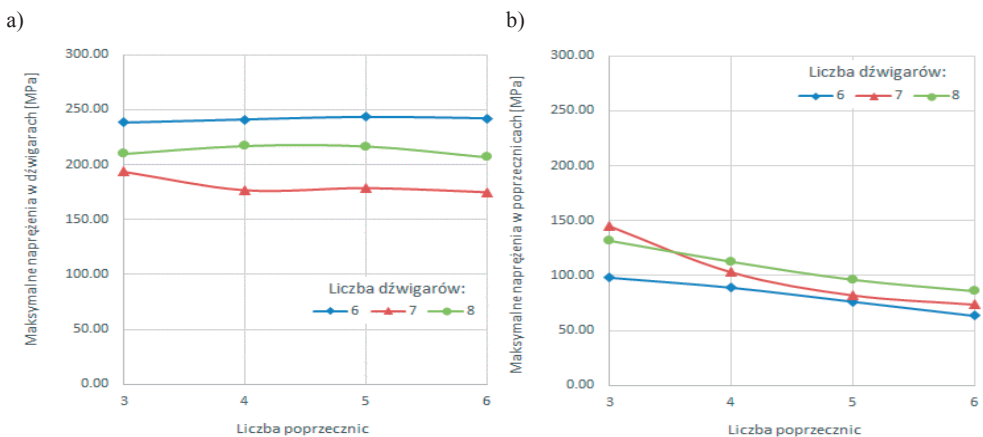 a)
Maksymalne naprężenia w dźwigarach [MPa]
300.00
250.00
200.00
150.00
100.00
50.00
0.00
Liczba dźwigarów:
6 7 8
3 4 5 6
Liczba poprzecznic
b)
Maksymalne naprężenia w poprzecznicach [MPa]
300.00
250.00
200.00
150.00
100.00
50.00
0.00
Liczba dźwigarów:
6 7 8
3 4 5 6
Liczba poprzecznic